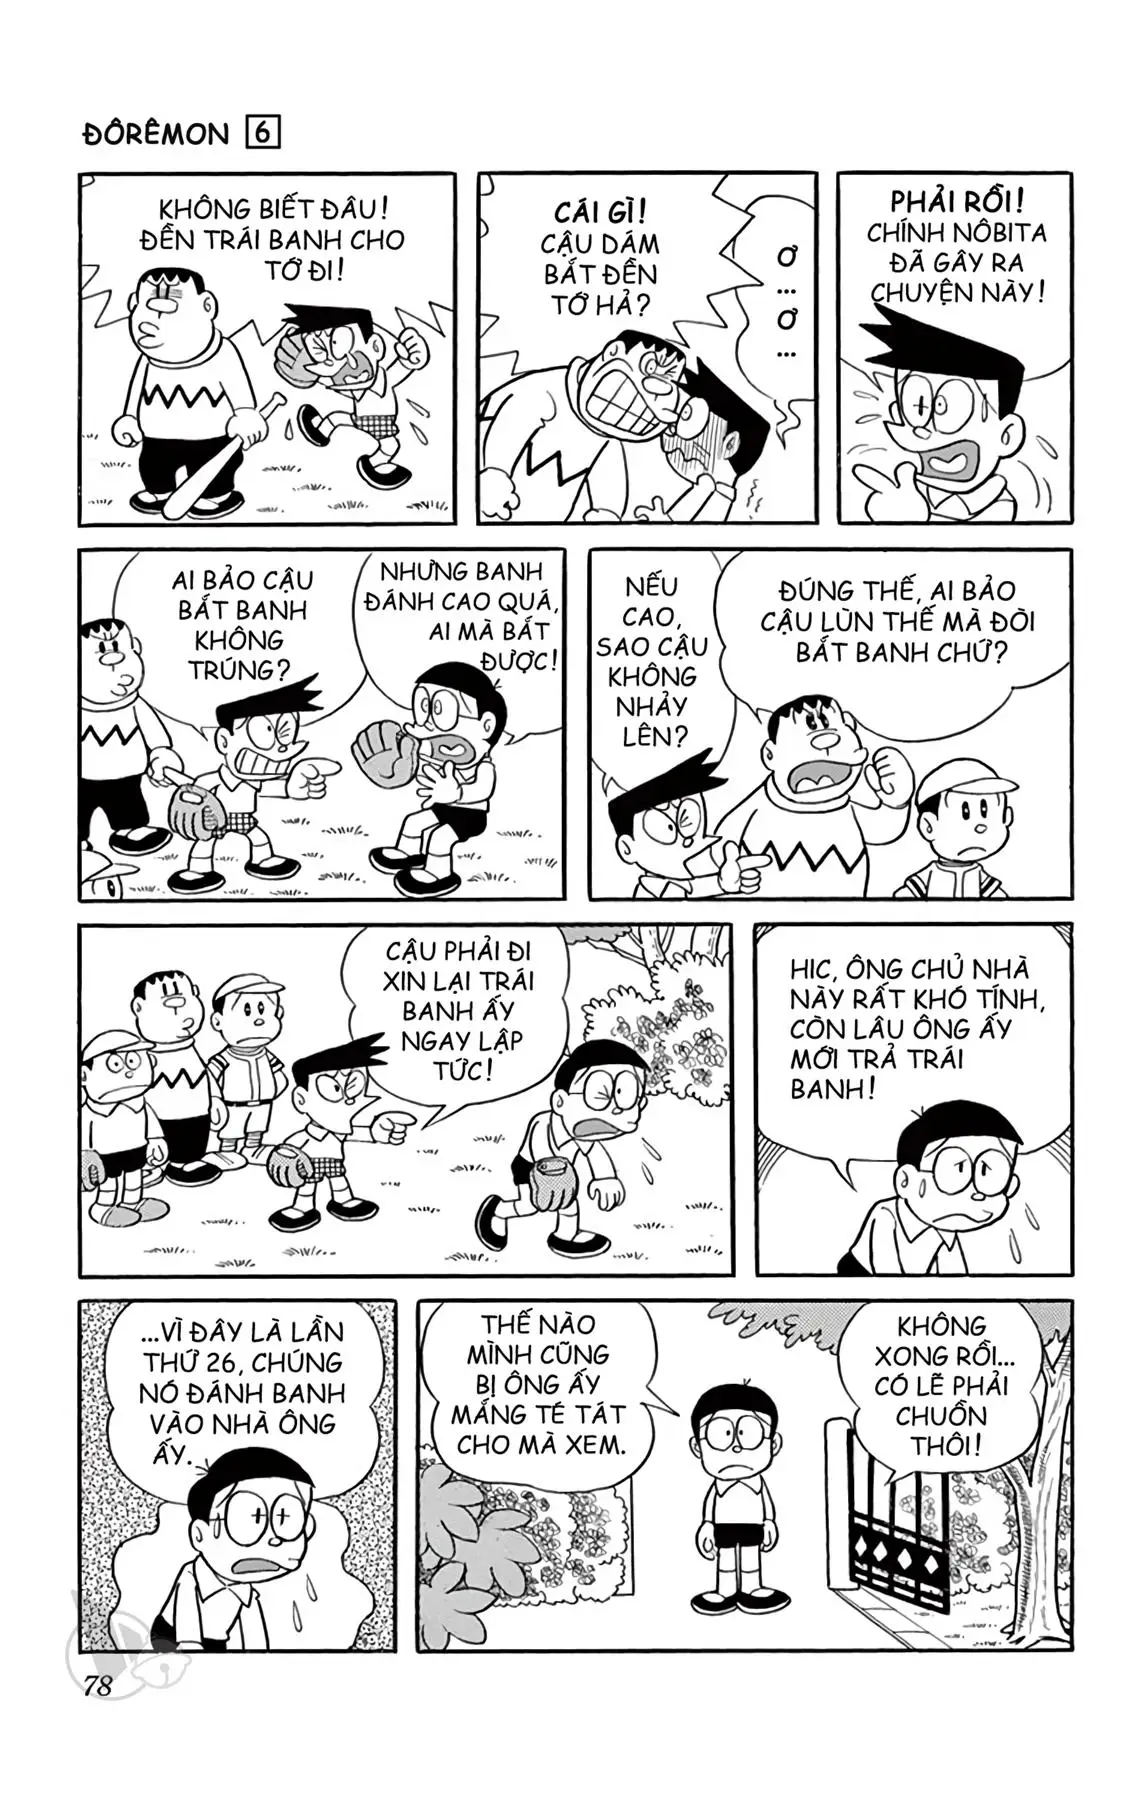 ĐÔRÊMON 6
KHÔNG BIẾT ĐÂU!
ĐỀN TRÁI BANH CHO
TỚ ĐI!
CÁI GÌ!
CẬU DÁM
BẮT ĐỀN
TỚ HẢ?
Ơ
...
Ơ
...
PHẢI RỒI!
CHÍNH NÔBITA
ĐÃ GÂY RA
CHUYỆN NÀY!
AI BẢO CẬU
BẮT BANH
KHÔNG
TRÚNG?
NHƯNG BANH
ĐÁNH CAO QUÁ,
AI MÀ BẮT
ĐƯỢC!
NẾU
CAO,
SAO CẬU
KHÔNG
NHẢY
LÊN?
ĐÚNG THẾ, AI BẢO
CẬU LÙN THẾ MÀ ĐÒI
BẮT BANH CHỨ?
CẬU PHẢI ĐI
XIN LẠI TRÁI
BANH ẤY
NGAY LẬP
TỨC!
HIC, ÔNG CHỦ NHÀ
NÀY RẤT KHÓ TÍNH,
CÒN LÂU ÔNG ẤY
MỚI TRẢ TRÁI
BANH!
...VÌ ĐÂY LÀ LẦN
THỨ 26, CHÚNG
NÓ ĐÁNH BANH
VÀO NHÀ ÔNG
ẤY.
THẾ NÀO
MÌNH CŨNG
BỊ ÔNG ẤY
MẮNG TÉ TÁT
CHO MÀ XEM.
KHÔNG
XONG RỒI...
CÓ LẼ PHẢI
CHUỒN
THÔI!
78